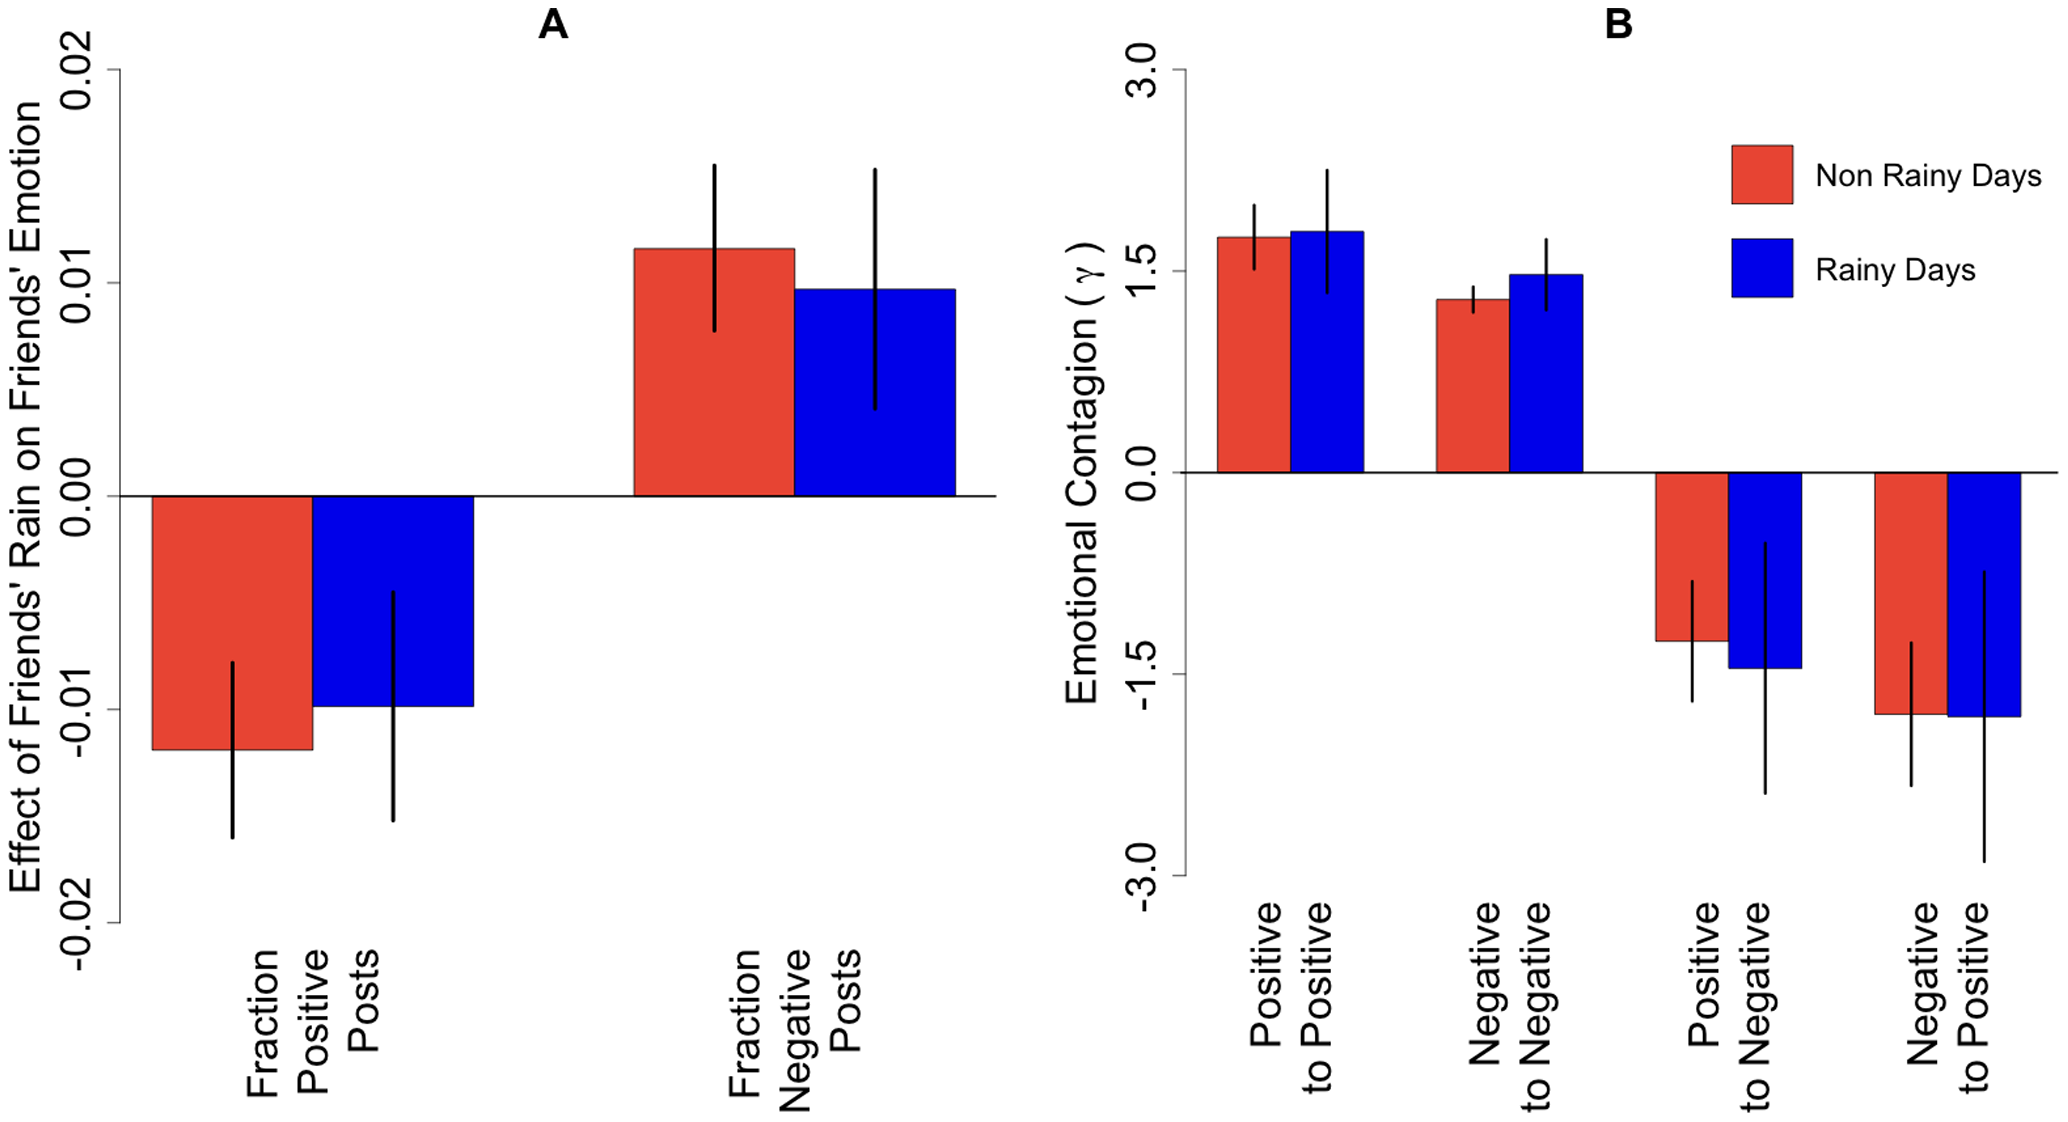 A
Effect of Friends' Rain on Friends' Emotion
0.02
0.01
0.00
-0.01
-0.02
Fraction
Positive
Posts
Fraction
Negative
Posts
B
Emotional Contagion ( γ )
3.0
1.5
0.0
-1.5
-3.0
Non Rainy Days
Rainy Days
Positive
to Positive
Negative
to Negative
Positive
to Negative
Negative
to Positive